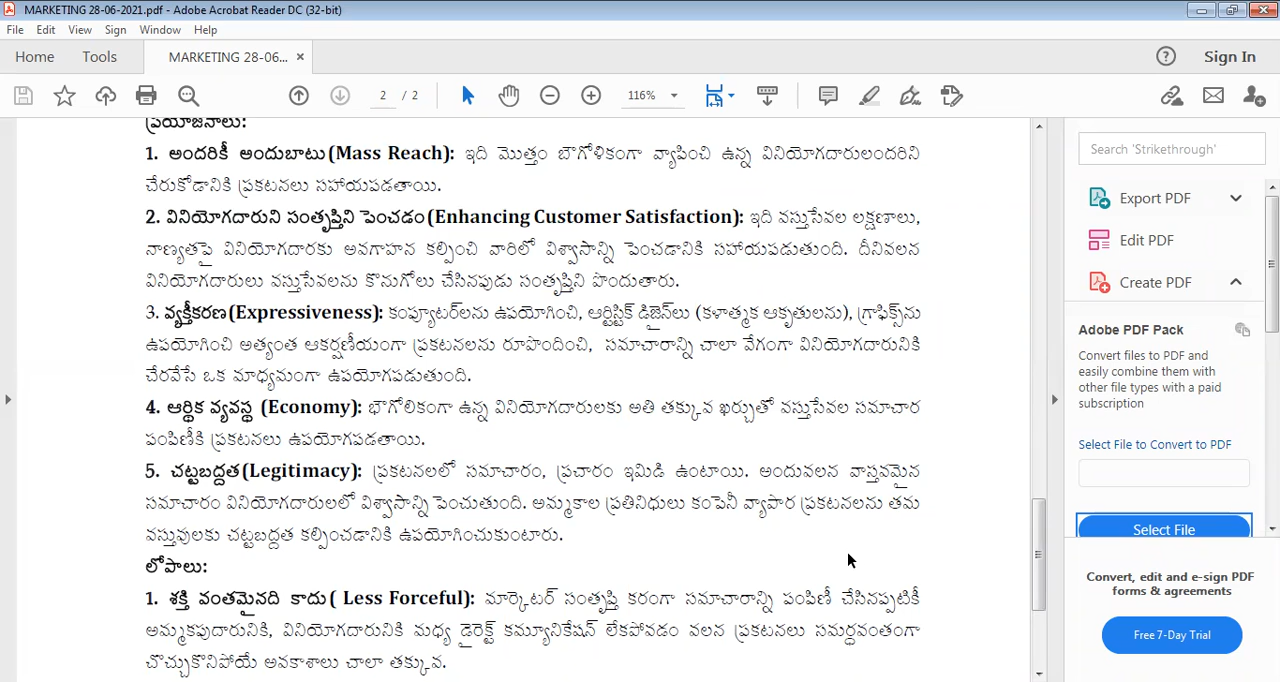 MARKETING 28-06-2021.pdf - Adobe Acrobat Reader DC (32-bit)
File Edit View Sign Window Help
Home Tools MARKETING 28-06... × Sign In
2 / 2 116%
ప్రయోజనాలు:
1. అందరికీ అందుబాటు(Mass Reach): ఇది మొత్తం బౌగోళికంగా వ్యాపించి ఉన్న వినియోగదారులందరిని
చేరుకోడానికి ప్రకటనలు సహాయపడతాయి.
2. వినియోగదారుని సంతృప్తిని పెంచడం(Enhancing Customer Satisfaction): ఇది వస్తుసేవల లక్షణాలు,
నాణ్యతపై వినియోగదారకు అవగాహన కల్పించి వారిలో విశ్వాసాన్ని పెంచడానికి సహాయపడుతుంది. దీనివలన
వినియోగదారులు వస్తుసేవలను కొనుగోలు చేసినపుడు సంతృప్తిని పొందుతారు.
3. వ్యక్తీకరణ(Expressiveness): కంప్యూటర్‌లను ఉపయోగించి, ఆర్టిస్టిక్ డిజైన్‌లు (కళాత్మక ఆకృతులను), గ్రాఫిక్స్‌ను
ఉపయోగించి అత్యంత ఆకర్షణీయంగా ప్రకటనలను రూపొందించి, సమాచారాన్ని చాలా వేగంగా వినియోగదారునికి
చేరవేసే ఒక మాధ్యమంగా ఉపయోగపడుతుంది.
4. ఆర్థిక వ్యవస్థ (Economy): భౌగోలికంగా ఉన్న వినియోగదారులకు అతి తక్కువ ఖర్చుతో వస్తుసేవల సమాచార
పంపిణీకి ప్రకటనలు ఉపయోగపడతాయి.
5. చట్టబద్దత(Legitimacy): ప్రకటనలలో సమాచారం, ప్రచారం ఇమిడి ఉంటాయి. అందువలన వాస్తవమైన
సమాచారం వినియోగదారులలో విశ్వాసాన్ని పెంచుతుంది. అమ్మకాల ప్రతినిధులు కంపెనీ వ్యాపార ప్రకటనలను తమ
వస్తువులకు చట్టబద్దత కల్పించడానికి ఉపయోగించుకుంటారు.
లోపాలు:
1. శక్తి వంతమైనది కాదు( Less Forceful): మార్కెటర్ సంతృప్తి కరంగా సమాచారాన్ని పంపిణీ చేసినప్పటికీ
అమ్మకపుదారునికి, వినియోగదారునికి మధ్య డైరెక్ట్ కమ్యూనికేషన్ లేకపోవడం వలన ప్రకటనలు సమర్ధవంతంగా
చొచ్చుకొనిపోయే అవకాశాలు చాలా తక్కువ.
Search 'Strikethrough'
Export PDF
Edit PDF
Create PDF
Adobe PDF Pack
Convert files to PDF and
easily combine them with
other file types with a paid
subscription
Select File to Convert to PDF
Select File
Convert, edit and e-sign PDF
forms & agreements
Free 7-Day Trial